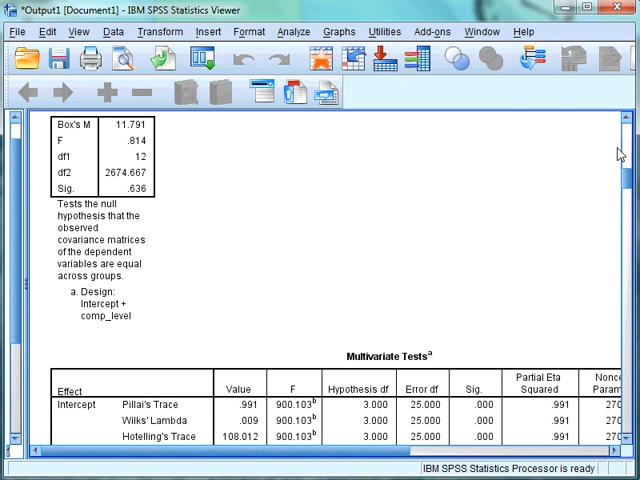 *Output1 [Document1] - IBM SPSS Statistics Viewer
File Edit View Data Transform Insert Format Analyze Graphs Utilities Add-ons Window Help
Box's M 11.791
F .814
df1 12
df2 2674.667
Sig. .636
Tests the null
hypothesis that the
observed
covariance matrices
of the dependent
variables are equal
across groups.
a. Design:
Intercept +
comp_level
Multivariate Tests^a
Effect Value F Hypothesis df Error df Sig. Partial Eta Squared Nonce Param
Intercept Pillai's Trace .991 900.103^b 3.000 25.000 .000 .991 270
Wilks' Lambda .009 900.103^b 3.000 25.000 .000 .991 270
Hotelling's Trace 108.012 900.103^b 3.000 25.000 .000 .991 270
IBM SPSS Statistics Processor is ready